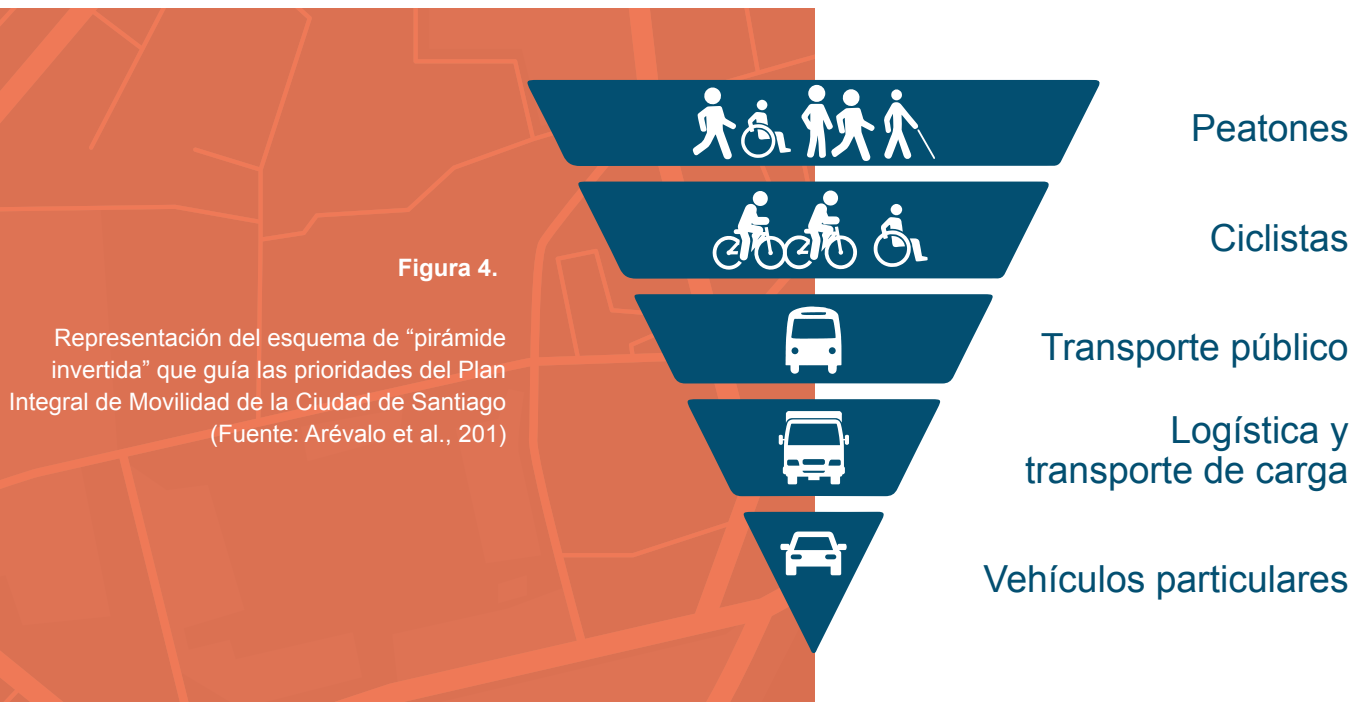 Figura 4.
Representación del esquema de “pirámide
invertida” que guía las prioridades del Plan
Integral de Movilidad de la Ciudad de Santiago
(Fuente: Arévalo et al., 201)
Peatones
Ciclistas
Transporte público
Logística y
transporte de carga
Vehículos particulares